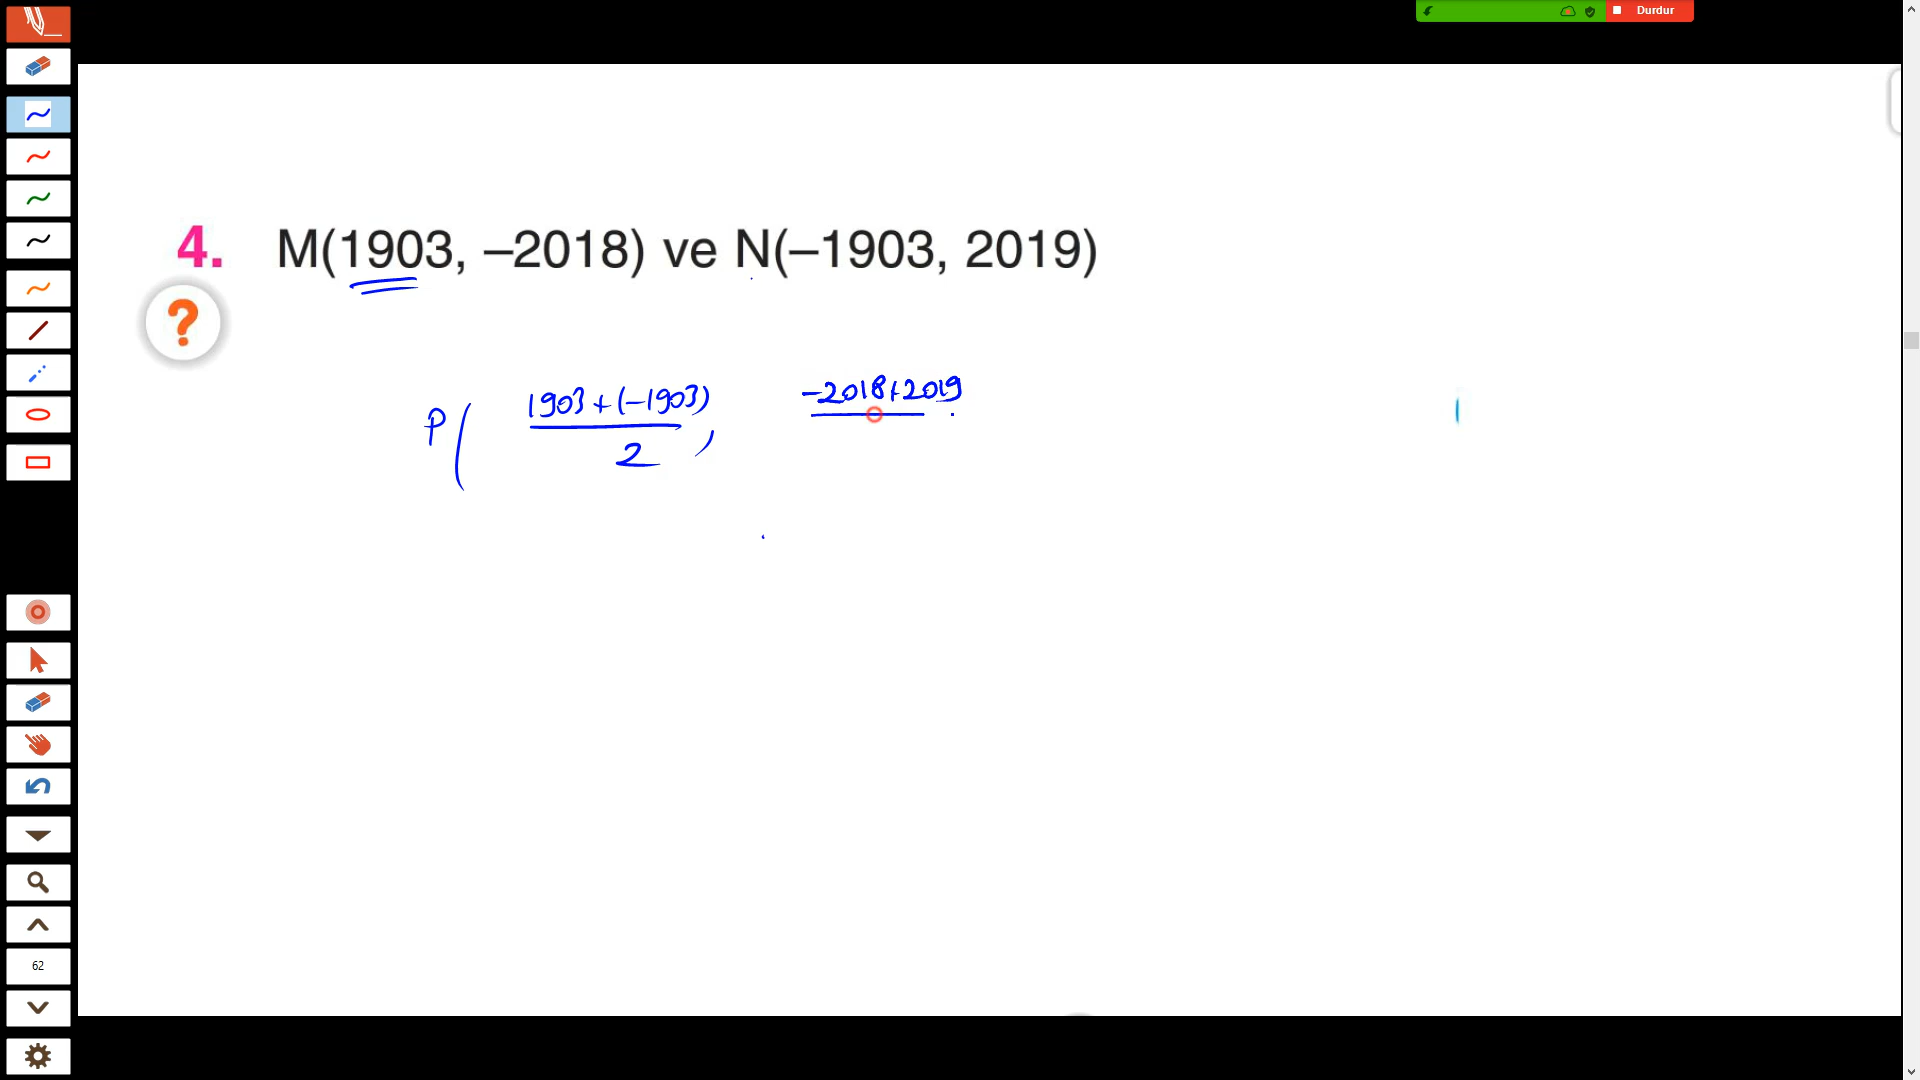 Durdur
4. M(1903, –2018) ve N(–1903, 2019)
?
P( 1903+(-1903) / 2 , -2018+2019
62